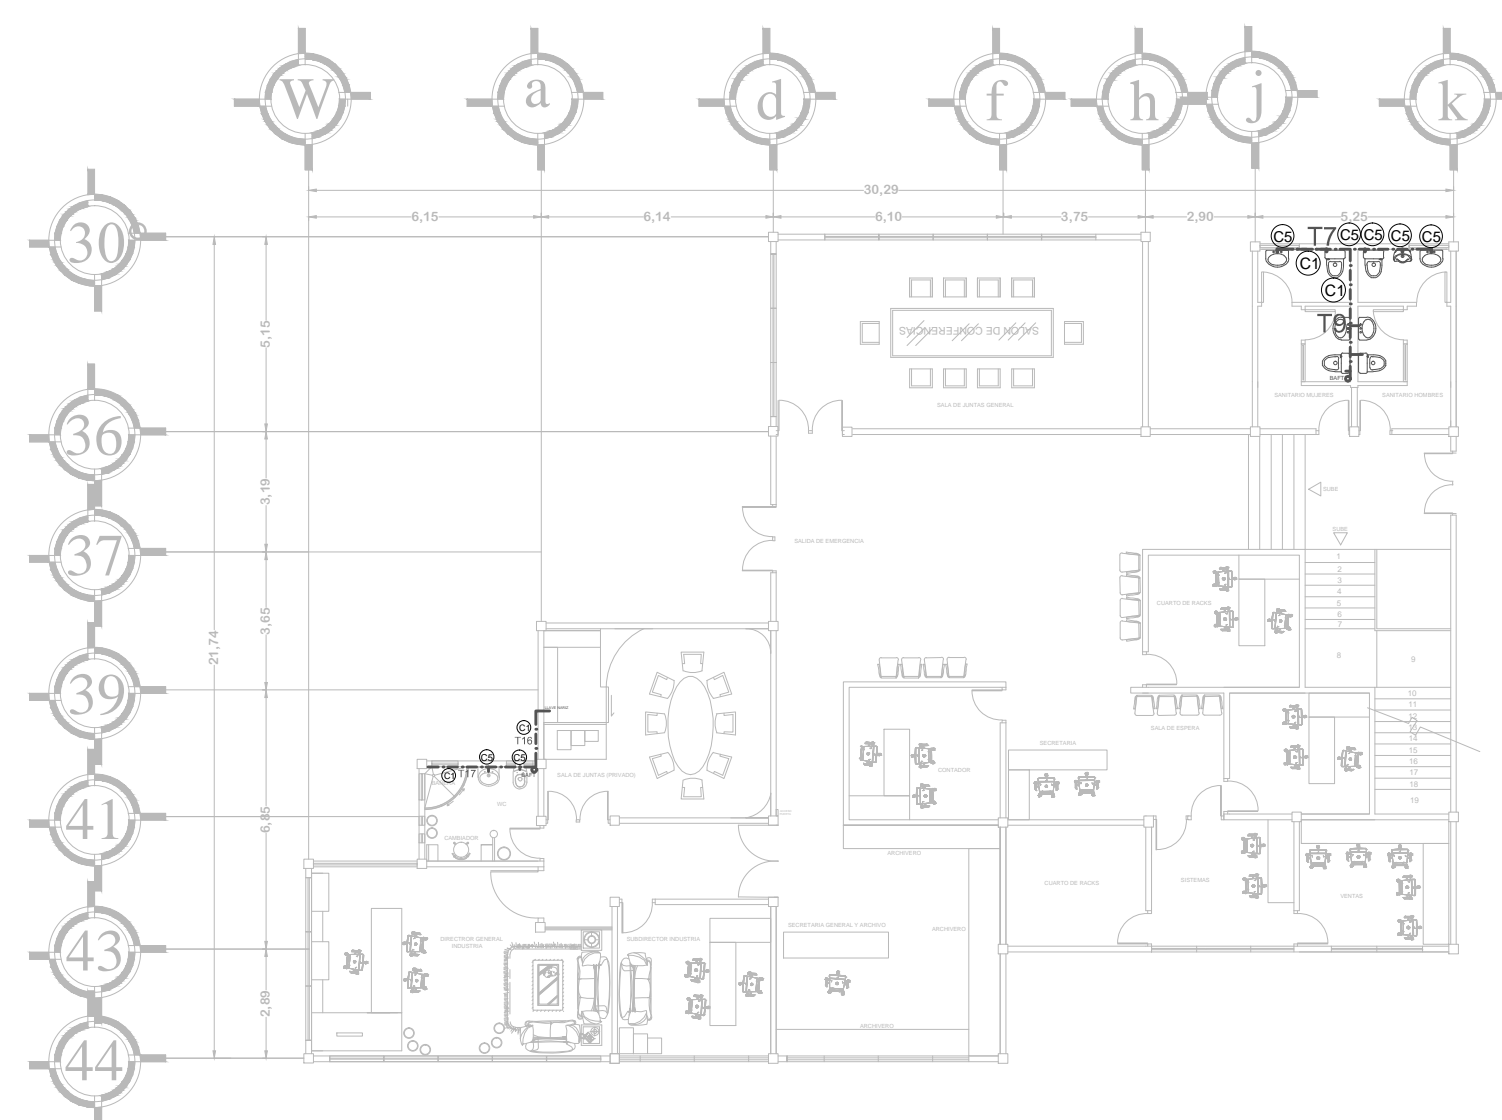 W
a
d
f
h
j
k
30,29
6,15
6,14
6,10
3,75
2,90
5,25
30
36
37
39
41
43
44
21,74
5,15
3,19
3,65
6,85
2,89
C5
T7
C5
C5
C5
C5
C1
C1
T9
BAFT
SALON DE CONFERENCIAS
SALA DE JUNTAS GENERAL
SANITARIO MUJERES
SANITARIO HOMBRES
SUBE
SUBE
SALIDA DE EMERGENCIA
1
2
3
4
5
6
7
8
9
10
11
12
13
14
15
16
17
18
19
CUARTO DE RACKS
SALA DE ESPERA
SECRETARIA
CONTADOR
C1
T16
C5
C5
C1
T17
SALA DE JUNTAS (PRIVADO)
WC
CAMBIADOR
ARCHIVERO
CUARTO DE RACKS
SISTEMAS
VENTAS
SECRETARIA GENERAL Y ARCHIVO
ARCHIVERO
DIRECTROR GENERAL
INDUSTRIA
SUBDIRECTOR INDUSTRIA
ARCHIVERO